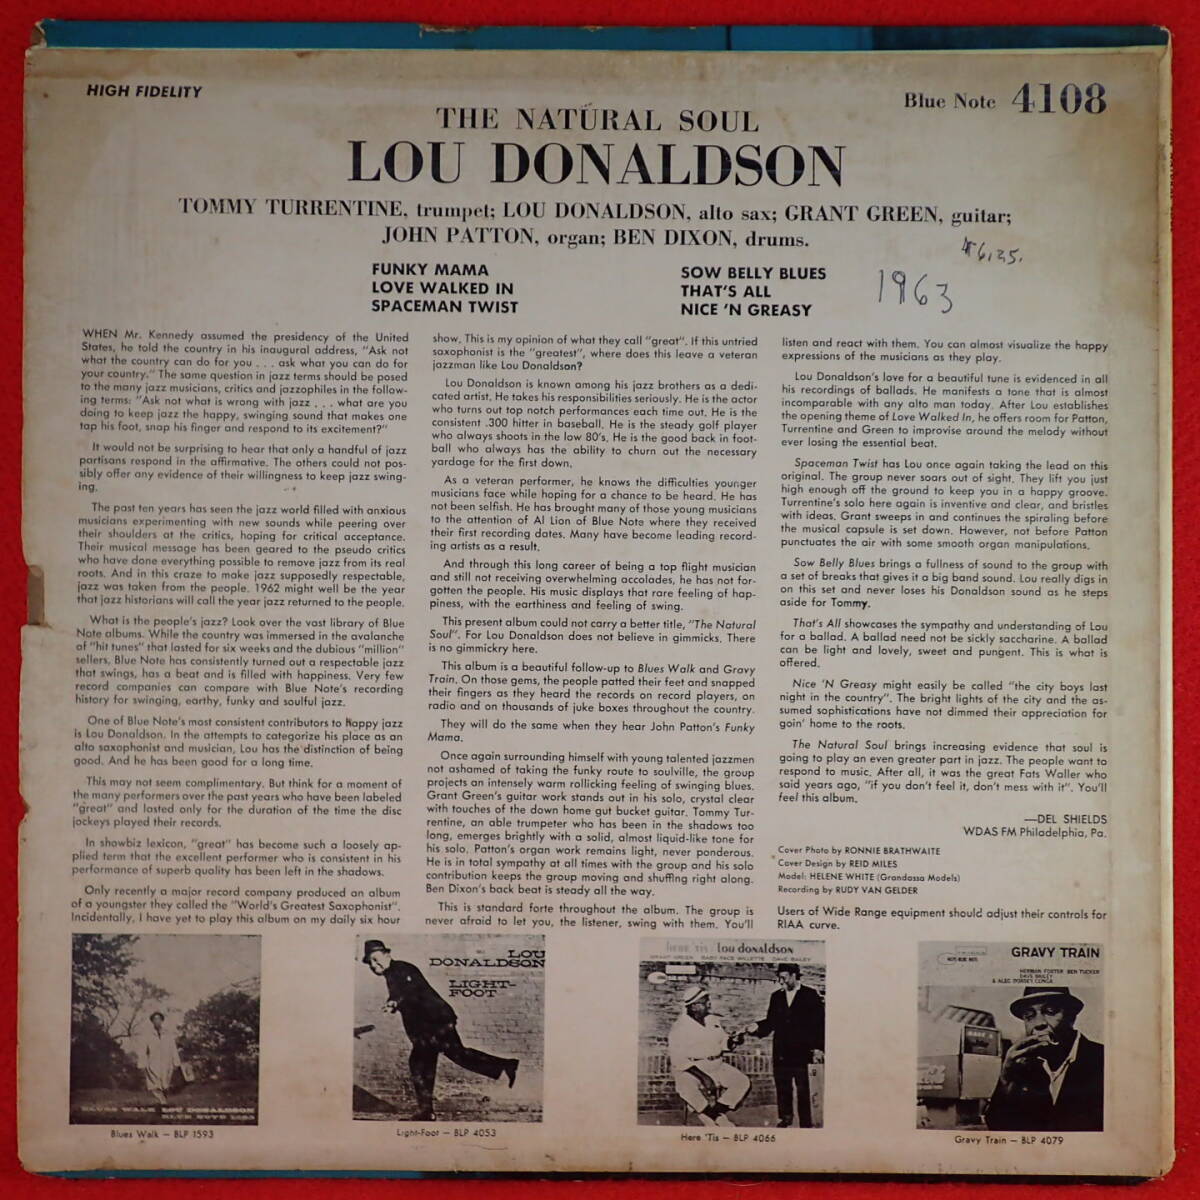 HIGH FIDELITY
Blue Note 4108
THE NATURAL SOUL
LOU DONALDSON
TOMMY TURRENTINE, trumpet; LOU DONALDSON, alto sax; GRANT GREEN, guitar;
JOHN PATTON, organ; BEN DIXON, drums.
$6.25.
FUNKY MAMA
LOVE WALKED IN
SPACEMAN TWIST
SOW BELLY BLUES
THAT'S ALL
NICE 'N GREASY
1963
WHEN Mr. Kennedy assumed the presidency of the United
States, he told the country in his inaugural address, "Ask not
what the country can do for you . . . ask what you can do for
your country." The same question in jazz terms should be posed
to the many jazz musicians, critics and jazzophiles in the follow-
ing terms: "Ask not what is wrong with jazz . . . what are you
doing to keep jazz the happy, swinging sound that makes one
tap his foot, snap his finger and respond to its excitement?"
It would not be surprising to hear that only a handful of jazz
partisans respond in the affirmative. The others could not pos-
sibly offer any evidence of their willingness to keep jazz swing-
ing.
The past ten years has seen the jazz world filled with anxious
musicians experimenting with new sounds while peering over
their shoulders at the critics, hoping for critical acceptance.
Their musical message has been geared to the pseudo critics
who have done everything possible to remove jazz from its real
roots. And in this craze to make jazz supposedly respectable,
jazz was taken from the people. 1962 might well be the year
that jazz historians will call the year jazz returned to the people.
What is the people's jazz? Look over the vast library of Blue
Note albums. While the country was immersed in the avalanche
of "hit tunes" that lasted for six weeks and the dubious "million"
sellers, Blue Note has consistently turned out a respectable jazz
that swings, has a beat and is filled with happiness. Very few
record companies can compare with Blue Note's recording
history for swinging, earthy, funky and soulful jazz.
One of Blue Note's most consistent contributors to happy jazz
is Lou Donaldson. In the attempts to categorize his place as an
alto saxophonist and musician, Lou has the distinction of being
good. And he has been good for a long time.
This may not seem complimentary. But think for a moment of
the many performers over the past years who have been labeled
"great" and lasted only for the duration of the time the disc
jockeys played their records.
In showbiz lexicon, "great" has become such a loosely ap-
plied term that the excellent performer who is consistent in his
performance of superb quality has been left in the shadows.
Only recently a major record company produced an album
of a youngster they called the "World's Greatest Saxophonist".
Incidentally, I have yet to play this album on my daily six hour
show. This is my opinion of what they call "great". If this untried
saxophonist is the "greatest", where does this leave a veteran
jazzman like Lou Donaldson?
Lou Donaldson is known among his jazz brothers as a dedi-
cated artist. He takes his responsibilities seriously. He is the actor
who turns out top notch performances each time out. He is the
consistent .300 hitter in baseball. He is the steady golf player
who always shoots in the low 80's. He is the good back in foot-
ball who always has the ability to churn out the necessary
yardage for the first down.
As a veteran performer, he knows the difficulties younger
musicians face while hoping for a chance to be heard. He has
not been selfish. He has brought many of those young musicians
to the attention of Al Lion of Blue Note where they received
their first recording dates. Many have become leading record-
ing artists as a result.
And through this long career of being a top flight musician
and still not receiving overwhelming accolades, he has not for-
gotten the people. His music displays that rare feeling of hap-
piness, with the earthiness and feeling of swing.
This present album could not carry a better title, "The Natural
Soul". For Lou Donaldson does not believe in gimmicks. There
is no gimmickry here.
This album is a beautiful follow-up to Blues Walk and Gravy
Train. On those gems, the people patted their feet and snapped
their fingers as they heard the records on record players, on
radio and on thousands of juke boxes throughout the country.
They will do the same when they hear John Patton's Funky
Mama.
Once again surrounding himself with young talented jazzmen
not ashamed of taking the funky route to soulville, the group
projects an intensely warm rollicking feeling of swinging blues.
Grant Green's guitar work stands out in his solo, crystal clear
with touches of the down home gut bucket guitar. Tommy Tur-
rentine, an able trumpeter who has been in the shadows too
long, emerges brightly with a solid, almost liquid-like tone for
his solo. Patton's organ work remains light, never ponderous.
He is in total sympathy at all times with the group and his solo
contribution keeps the group moving and shuffling right along.
Ben Dixon's back beat is steady all the way.
This is standard forte throughout the album. The group is
never afraid to let you, the listener, swing with them. You'll
listen and react with them. You can almost visualize the happy
expressions of the musicians as they play.
Lou Donaldson's love for a beautiful tune is evidenced in all
his recordings of ballads. He manifests a tone that is almost
incomparable with any alto man today. After Lou establishes
the opening theme of Love Walked In, he offers room for Patton,
Turrentine and Green to improvise around the melody without
ever losing the essential beat.
Spaceman Twist has Lou once again taking the lead on this
original. The group never soars out of sight. They lift you just
high enough off the ground to keep you in a happy groove.
Turrentine's solo here again is inventive and clear, and bristles
with ideas. Grant sweeps in and continues the spiraling before
the musical capsule is set down. However, not before Patton
punctuates the air with some smooth organ manipulations.
Sow Belly Blues brings a fullness of sound to the group with
a set of breaks that gives it a big band sound. Lou really digs in
on this set and never loses his Donaldson sound as he steps
aside for Tommy.
That's All showcases the sympathy and understanding of Lou
for a ballad. A ballad need not be sickly saccharine. A ballad
can be light and lovely, sweet and pungent. This is what is
offered.
Nice 'N Greasy might easily be called "the city boys last
night in the country". The bright lights of the city and the as-
sumed sophistications have not dimmed their appreciation for
goin' home to the roots.
The Natural Soul brings increasing evidence that soul is
going to play an even greater part in jazz. The people want to
respond to music. After all, it was the great Fats Waller who
said years ago, "if you don't feel it, don't mess with it". You'll
feel this album.
—DEL SHIELDS
WDAS FM Philadelphia, Pa.
Cover Photo by RONNIE BRATHWAITE
Cover Design by REID MILES
Model: HELENE WHITE (Grandassa Models)
Recording by RUDY VAN GELDER
Users of Wide Range equipment should adjust their controls for
RIAA curve.
BLUES WALK LOU DONALDSON
BLUE NOTE 1593
Blues Walk — BLP 1593
LOU
DONALDSON
LIGHT-
FOOT
Light-Foot — BLP 4053
here 'tis lou donaldson
GRANT GREEN BABY FACE WILLETTE DAVE BAILEY
Here 'Tis — BLP 4066
GRAVY TRAIN
HERMAN FOSTER BEN TUCKER
DAVE BAILEY
& ALEC DORSEY, CONGA
Gravy Train — BLP 4079